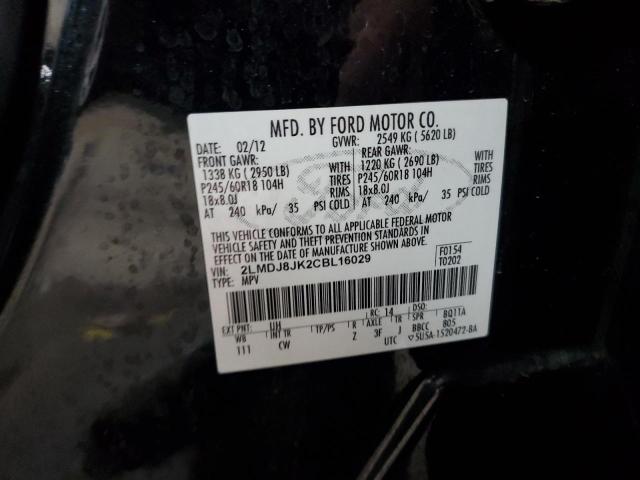 MFD. BY FORD MOTOR CO.
DATE: 02/12 GVWR: 2549 KG ( 5620 LB)
FRONT GAWR: REAR GAWR:
1338 KG ( 2950 LB) WITH 1220 KG ( 2690 LB) WITH
P245/60R18 104H TIRES P245/60R18 104H TIRES
18x8.0J RIMS 18x8.0J RIMS
AT 240 kPa/ 35 PSI COLD AT 240 kPa/ 35 PSI COLD
THIS VEHICLE CONFORMS TO ALL APPLICABLE FEDERAL MOTOR
VEHICLE SAFETY AND THEFT PREVENTION STANDARDS IN
EFFECT ON THE DATE OF MANUFACTURE SHOWN ABOVE.
VIN: 2LMDJ8JK2CBL16029 F0154
TYPE: MPV T0202
EXT PNT: UH RC: 14 DSO:
WB INT TR TP/PS R AXLE TR SPR BQ11A
111 CW Z 3F J BBCC 805
UTC 5U5A-1520472-BA
Ford